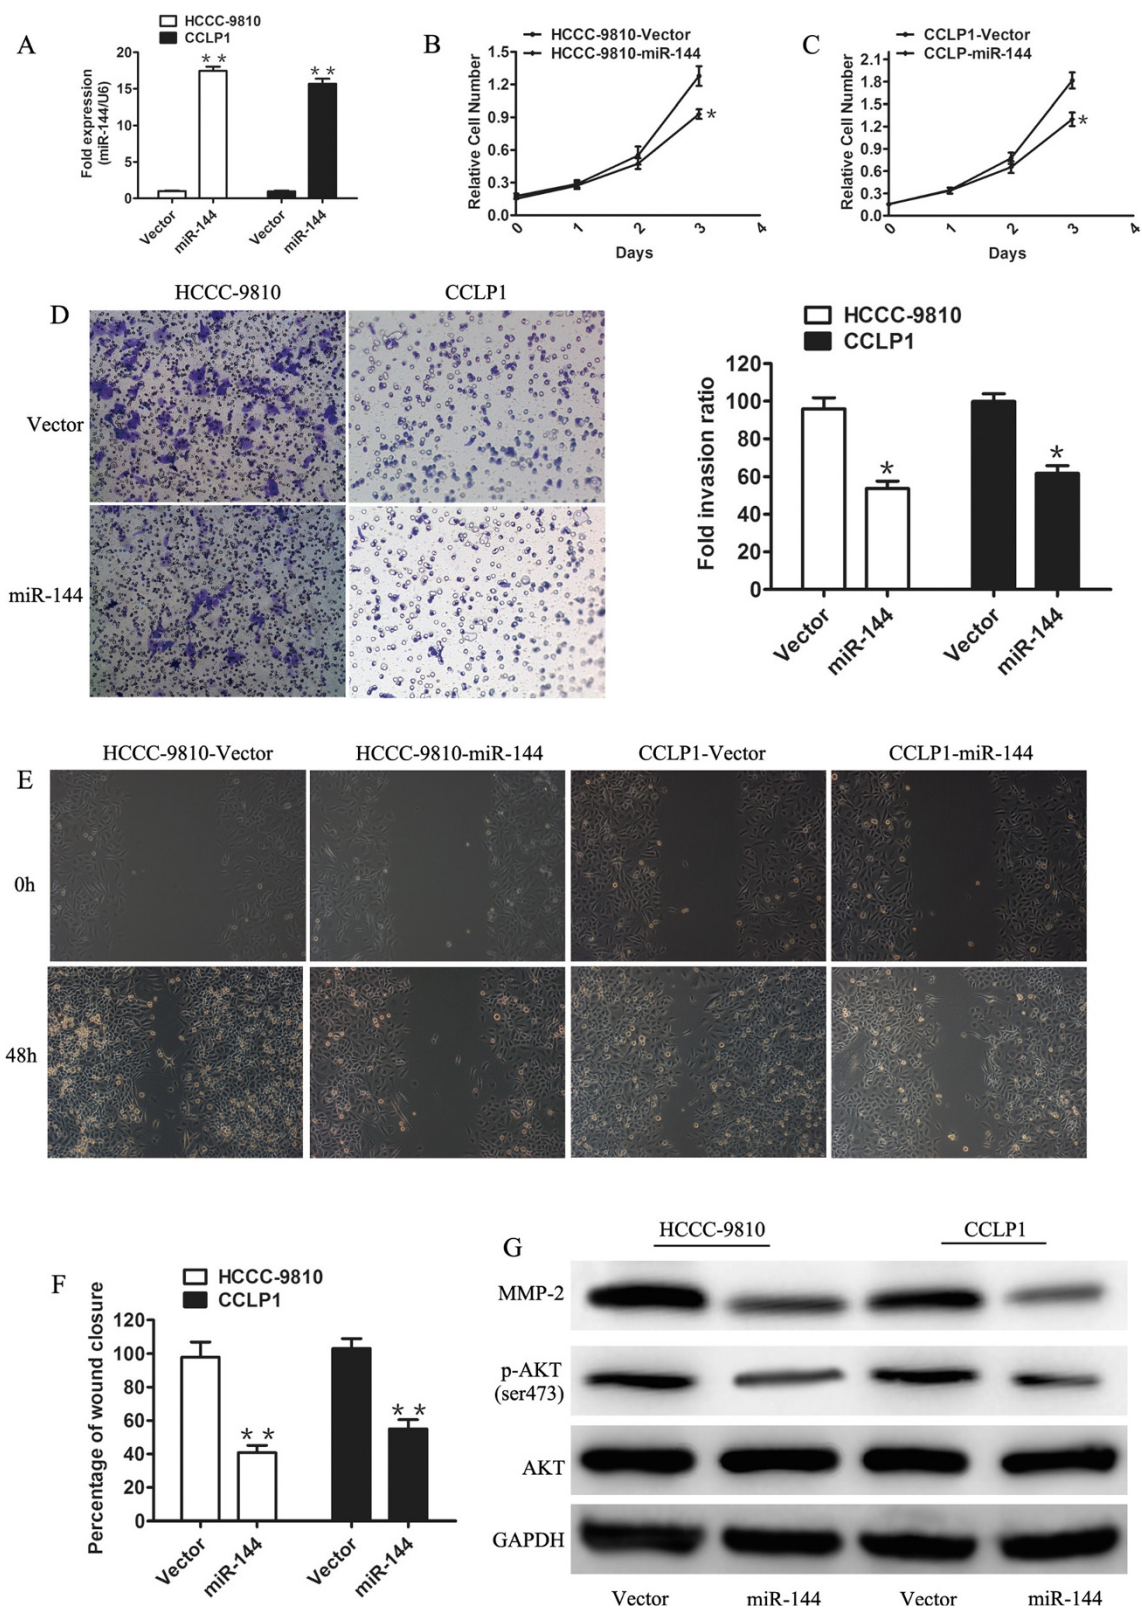 A
HCCC-9810
CCLP1
Fold expression
(miR-144/U6)
20
15
10
5
0
* *
* *
Vector
miR-144
Vector
miR-144
B
HCCC-9810-Vector
HCCC-9810-miR-144
Relative Cell Number
1.5
1.2
0.9
0.6
0.3
0.0
*
0
1
2
3
4
Days
C
CCLP1-Vector
CCLP-miR-144
Relative Cell Number
2.1
1.8
1.5
1.2
0.9
0.6
0.3
0.0
*
0
1
2
3
4
Days
D
HCCC-9810
CCLP1
Vector
miR-144
HCCC-9810
CCLP1
Fold invasion ratio
120
100
80
60
40
20
0
*
*
Vector
miR-144
Vector
miR-144
E
HCCC-9810-Vector
HCCC-9810-miR-144
CCLP1-Vector
CCLP1-miR-144
0h
48h
F
HCCC-9810
CCLP1
Percentage of wound closure
120
100
80
60
40
20
0
* *
* *
Vector
miR-144
Vector
miR-144
G
HCCC-9810
CCLP1
MMP-2
p-AKT
(ser473)
AKT
GAPDH
Vector
miR-144
Vector
miR-144